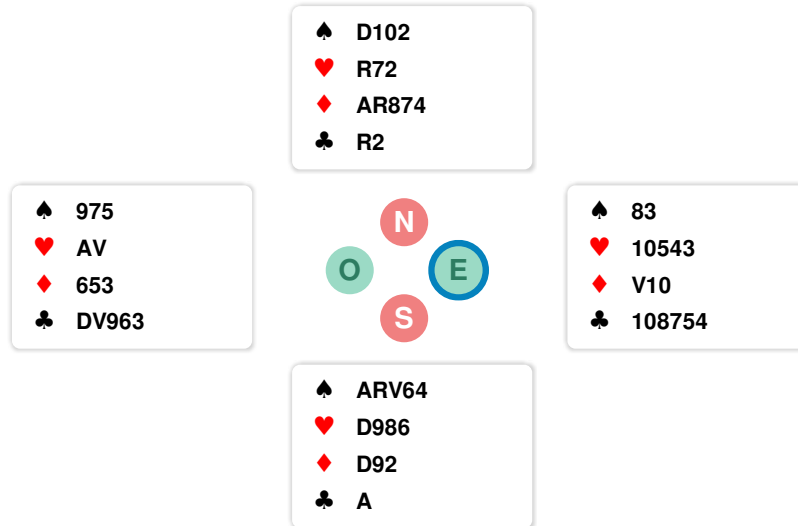 ♠ D102
♥ R72
♦ AR874
♣ R2
♠ 975
♥ AV
♦ 653
♣ DV963
N
O E
S
♠ 83
♥ 10543
♦ V10
♣ 108754
♠ ARV64
♥ D986
♦ D92
♣ A